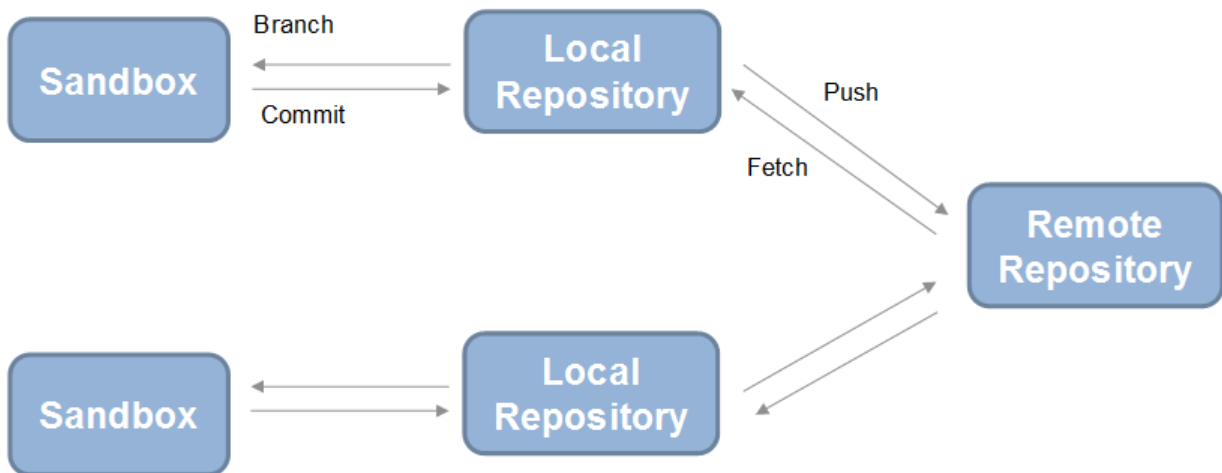 Branch
Sandbox
Commit
Local
Repository
Push
Fetch
Remote
Repository
Sandbox
Local
Repository